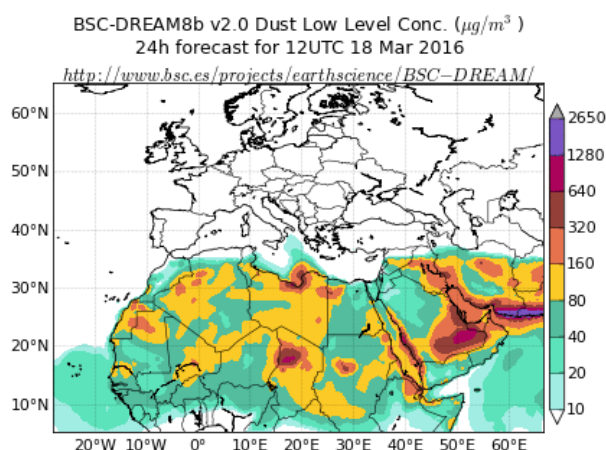 BSC-DREAM8b v2.0 Dust Low Level Conc. (μg/m³ )
24h forecast for 12UTC 18 Mar 2016
http://www.bsc.es/projects/earthscience/BSC−DREAM/
60°N
50°N
40°N
30°N
20°N
10°N
20°W 10°W 0° 10°E 20°E 30°E 40°E 50°E 60°E
2650
1280
640
320
160
80
40
20
10